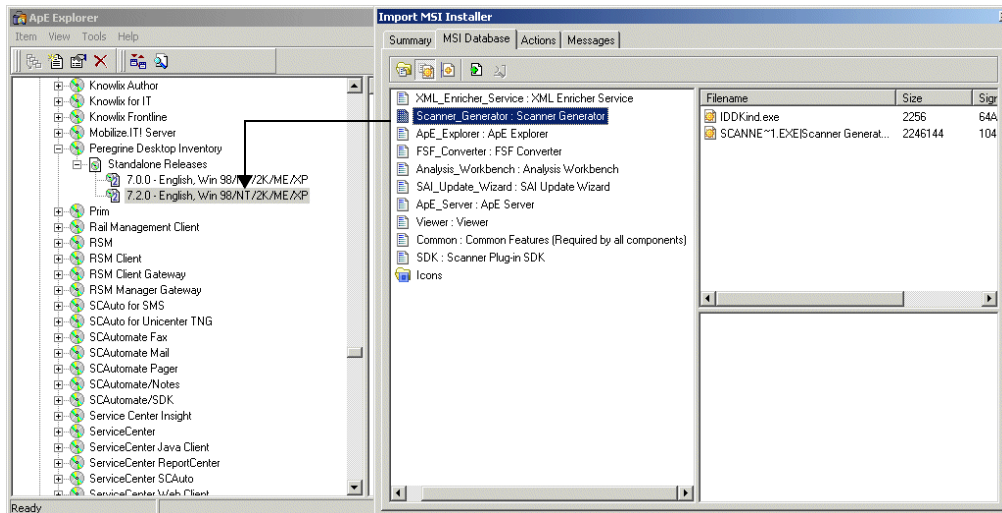 ApE Explorer
Item View Tools Help
Knowlix Author
Knowlix for IT
Knowlix Frontline
Mobilize.IT! Server
Peregrine Desktop Inventory
Standalone Releases
7.0.0 - English, Win 98/NT/2K/ME/XP
7.2.0 - English, Win 98/NT/2K/ME/XP
Prim
Rail Management Client
RSM
RSM Client
RSM Client Gateway
RSM Manager Gateway
SCAuto for SMS
SCAuto for Unicenter TNG
SCAutomate Fax
SCAutomate Mail
SCAutomate Pager
SCAutomate/Notes
SCAutomate/SDK
Service Center Insight
ServiceCenter
ServiceCenter Java Client
ServiceCenter ReportCenter
ServiceCenter SCAuto
ServiceCenter Web Client
Ready
Import MSI Installer
Summary MSI Database Actions Messages
XML_Enricher_Service : XML Enricher Service
Scanner_Generator : Scanner Generator
ApE_Explorer : ApE Explorer
FSF_Converter : FSF Converter
Analysis_Workbench : Analysis Workbench
SAI_Update_Wizard : SAI Update Wizard
ApE_Server : ApE Server
Viewer : Viewer
Common : Common Features (Required by all components)
SDK : Scanner Plug-in SDK
Icons
Filename Size Sigr
IDDKind.exe 2256 64A
SCANNE~1.EXE|Scanner Generat... 2246144 104